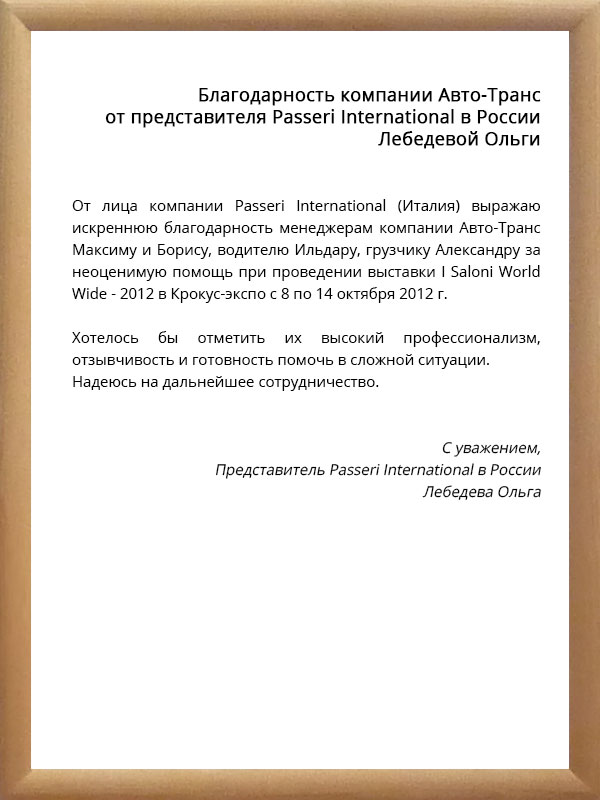 Благодарность компании Авто-Транс
от представителя Passeri International в России
Лебедевой Ольги
От лица компании Passeri International (Италия) выражаю
искреннюю благодарность менеджерам компании Авто-Транс
Максиму и Борису, водителю Ильдару, грузчику Александру за
неоценимую помощь при проведении выставки I Saloni World
Wide - 2012 в Крокус-экспо с 8 по 14 октября 2012 г.
Хотелось бы отметить их высокий профессионализм,
отзывчивость и готовность помочь в сложной ситуации.
Надеюсь на дальнейшее сотрудничество.
С уважением,
Представитель Passeri International в России
Лебедева Ольга